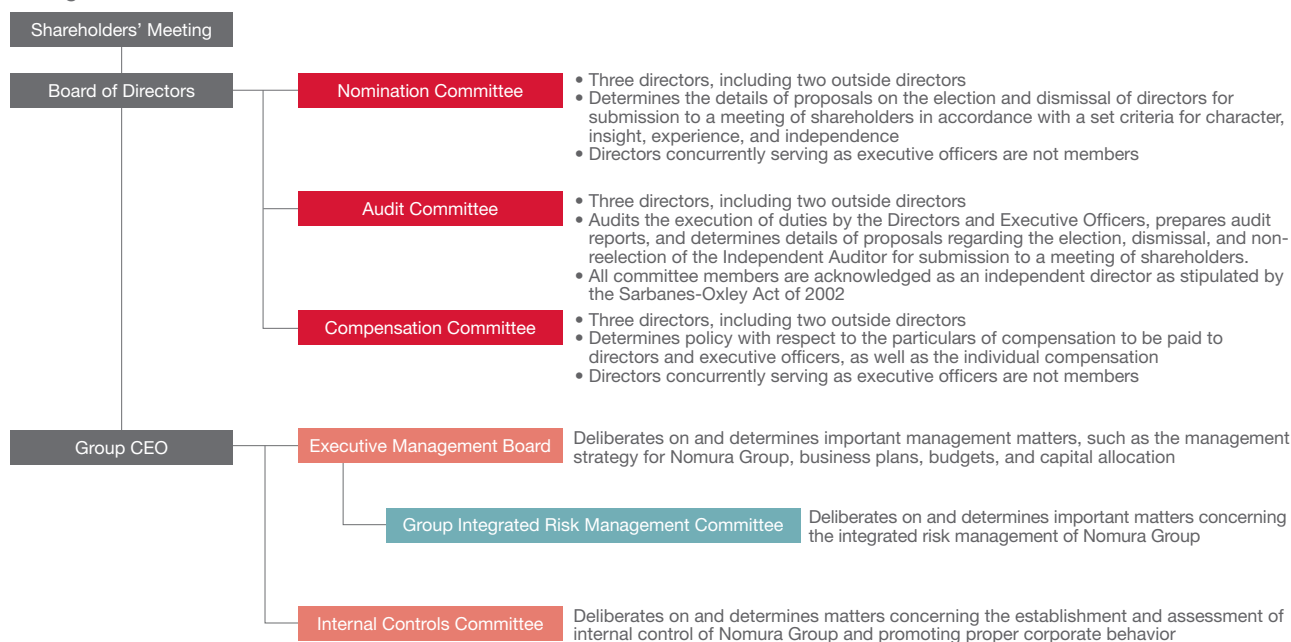 Shareholders’ Meeting
Board of Directors
Nomination Committee
• Three directors, including two outside directors
• Determines the details of proposals on the election and dismissal of directors for
submission to a meeting of shareholders in accordance with a set criteria for character,
insight, experience, and independence
• Directors concurrently serving as executive officers are not members
Audit Committee
• Three directors, including two outside directors
• Audits the execution of duties by the Directors and Executive Officers, prepares audit
reports, and determines details of proposals regarding the election, dismissal, and non-
reelection of the Independent Auditor for submission to a meeting of shareholders.
• All committee members are acknowledged as an independent director as stipulated by
the Sarbanes-Oxley Act of 2002
Compensation Committee
• Three directors, including two outside directors
• Determines policy with respect to the particulars of compensation to be paid to
directors and executive officers, as well as the individual compensation
• Directors concurrently serving as executive officers are not members
Group CEO
Executive Management Board
Deliberates on and determines important management matters, such as the management
strategy for Nomura Group, business plans, budgets, and capital allocation
Group Integrated Risk Management Committee
Deliberates on and determines important matters concerning
the integrated risk management of Nomura Group
Internal Controls Committee
Deliberates on and determines matters concerning the establishment and assessment of
internal control of Nomura Group and promoting proper corporate behavior